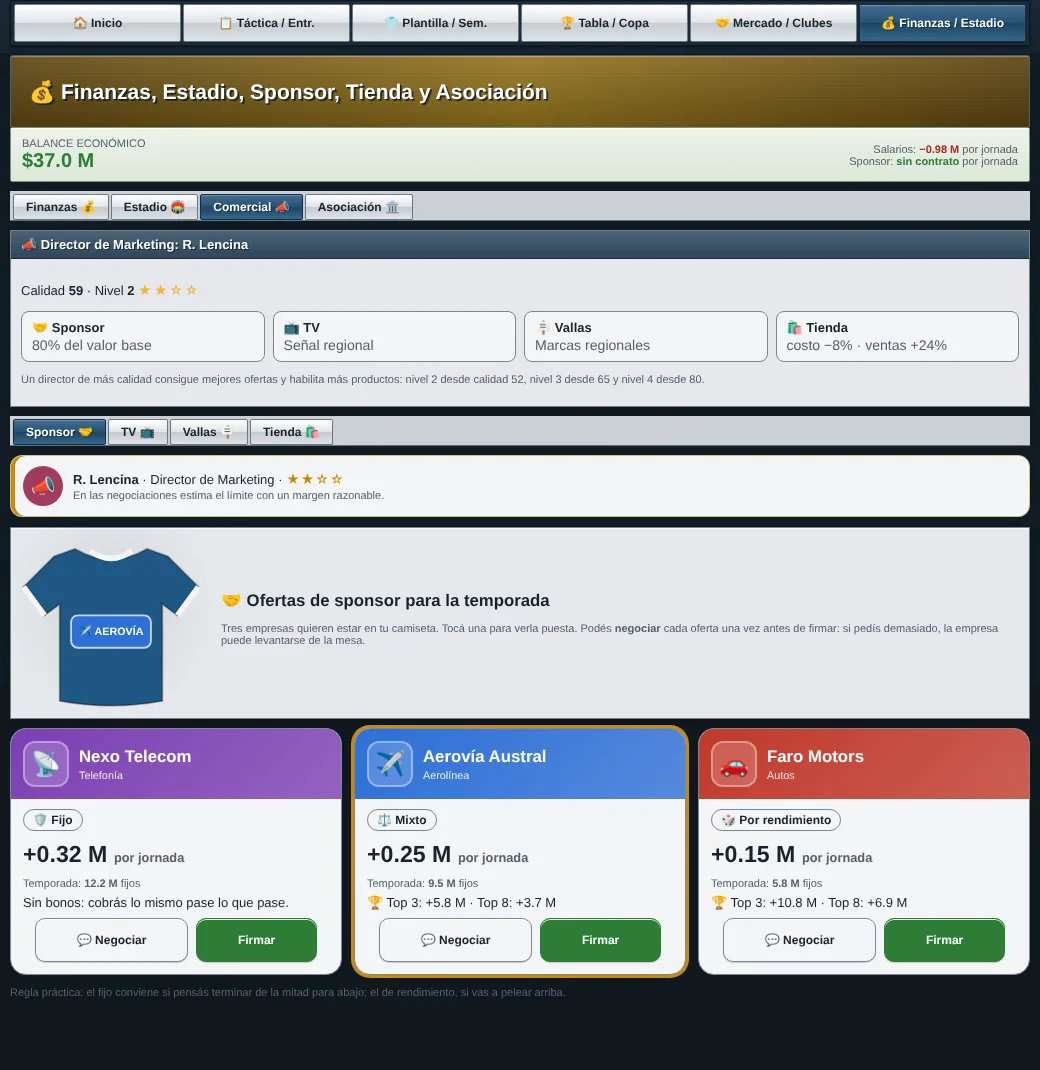 🏠 Inicio
📋 Táctica / Entr.
👕 Plantilla / Sem.
🏆 Tabla / Copa
🤝 Mercado / Clubes
💰 Finanzas / Estadio
💰 Finanzas, Estadio, Sponsor, Tienda y Asociación
BALANCE ECONÓMICO
$37.0 M
Salarios: −0.98 M por jornada
Sponsor: sin contrato por jornada
Finanzas 💰
Estadio 🏟️
Comercial 📣
Asociación 🏛️
📣 Director de Marketing: R. Lencina
Calidad 59 · Nivel 2 ★ ★ ☆ ☆
🤝 Sponsor
80% del valor base
📺 TV
Señal regional
🪧 Vallas
Marcas regionales
🛍️ Tienda
costo −8% · ventas +24%
Un director de más calidad consigue mejores ofertas y habilita más productos: nivel 2 desde calidad 52, nivel 3 desde 65 y nivel 4 desde 80.
Sponsor 🤝
TV 📺
Vallas 🪧
Tienda 🛍️
R. Lencina · Director de Marketing · ★★☆☆
En las negociaciones estima el límite con un margen razonable.
✈️ AEROVÍA
🤝 Ofertas de sponsor para la temporada
Tres empresas quieren estar en tu camiseta. Tocá una para verla puesta. Podés negociar cada oferta una vez antes de firmar: si pedís demasiado, la empresa
puede levantarse de la mesa.
Nexo Telecom
Telefonía
🛡️ Fijo
+0.32 M por jornada
Temporada: 12.2 M fijos
Sin bonos: cobrás lo mismo pase lo que pase.
💬 Negociar
Firmar
Aerovía Austral
Aerolínea
⚖️ Mixto
+0.25 M por jornada
Temporada: 9.5 M fijos
🏆 Top 3: +5.8 M · Top 8: +3.7 M
💬 Negociar
Firmar
Faro Motors
Autos
🎲 Por rendimiento
+0.15 M por jornada
Temporada: 5.8 M fijos
🏆 Top 3: +10.8 M · Top 8: +6.9 M
💬 Negociar
Firmar
Regla práctica: el fijo conviene si pensás terminar de la mitad para abajo; el de rendimiento, si vas a pelear arriba.